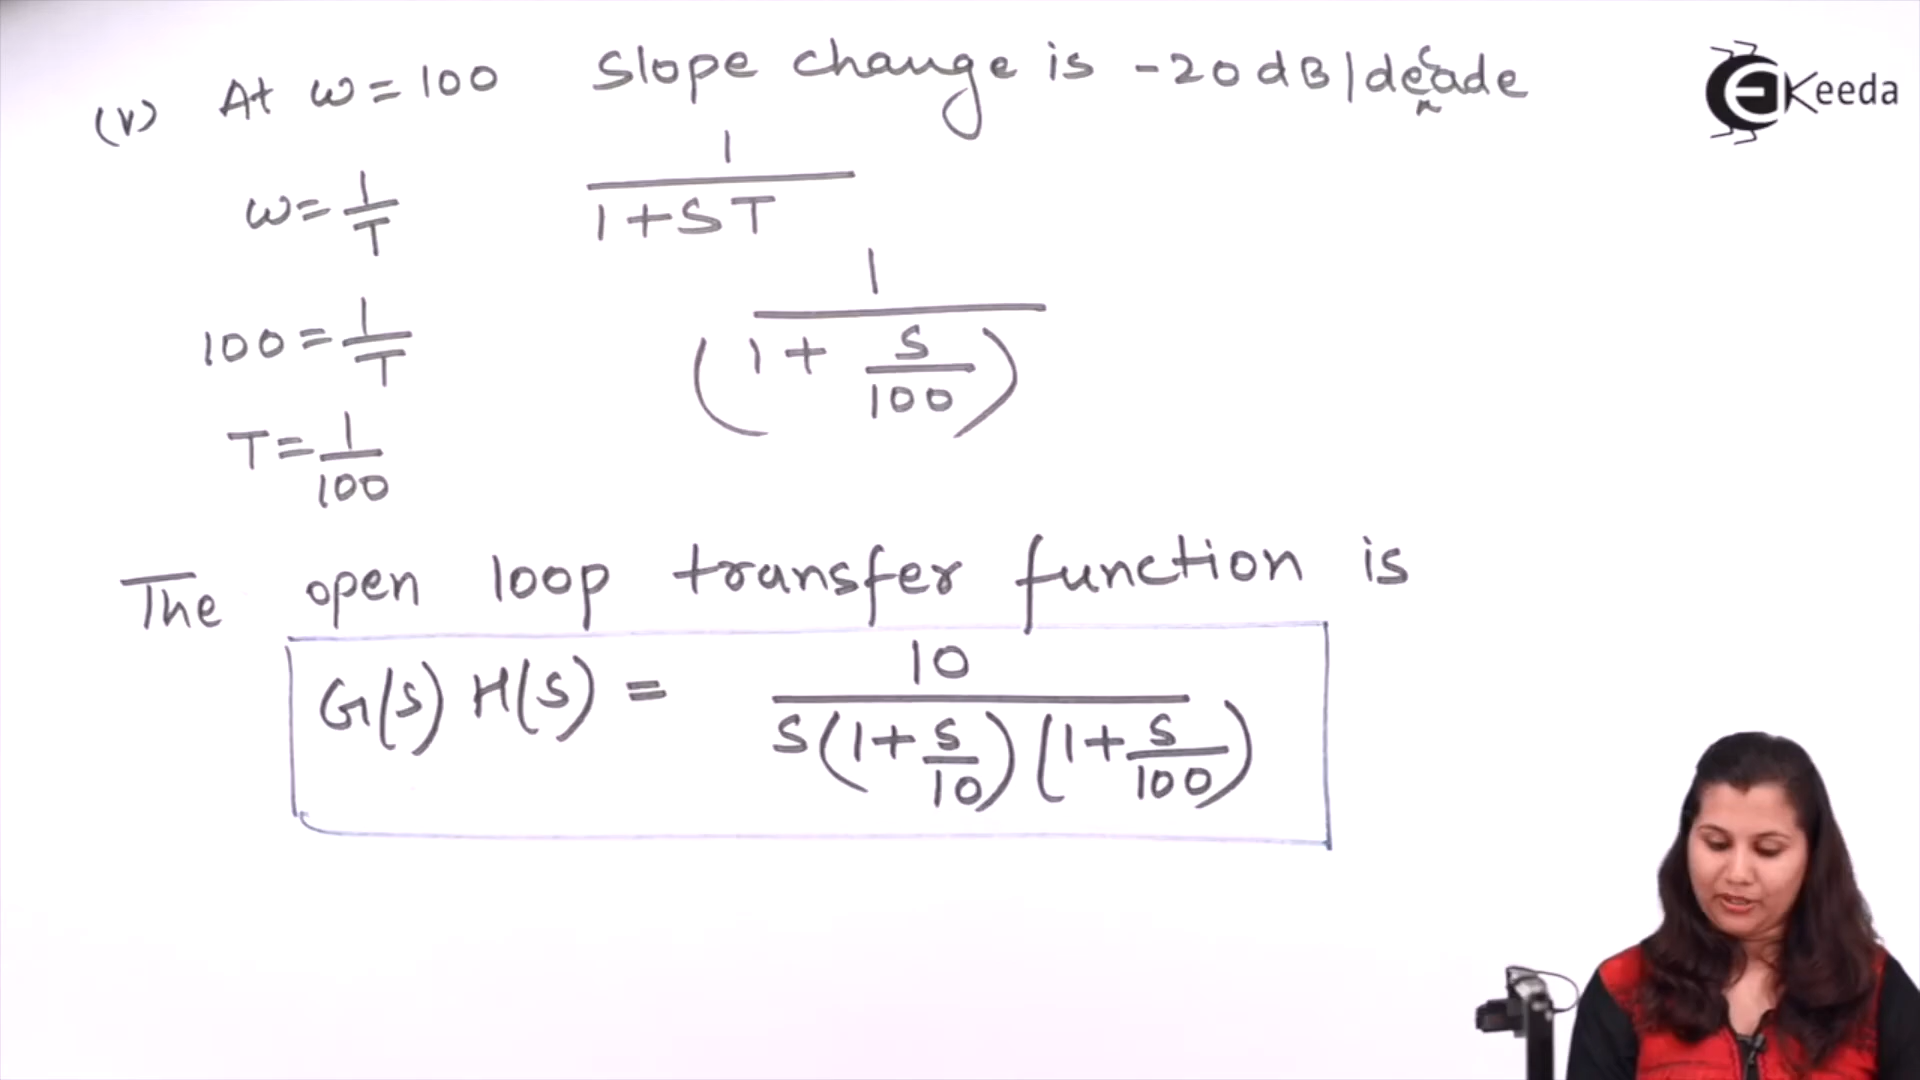 (V) At ω = 100 Slope change is -20 dB/decade
ω = 1/T 1/(1+ST)
100 = 1/T 1/(1 + S/100)
T = 1/100
The open loop transfer function is
G(s) H(s) = 10/(S(1+S/10)(1+S/100))
EKeeda